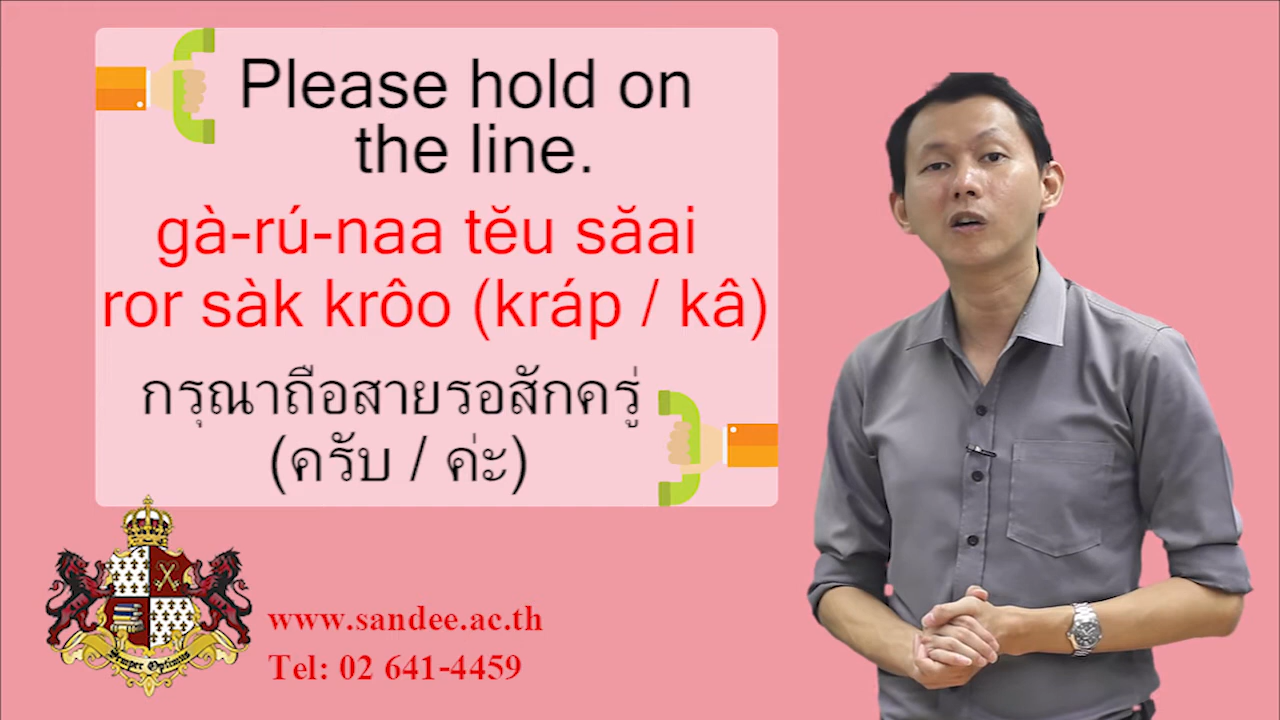 Please hold on
the line.
gà-rú-naa tĕu săai
ror sàk krôo (kráp / kâ)
กรุณาถือสายรอสักครู่
(ครับ / ค่ะ)
Semper Optimus
www.sandee.ac.th
Tel: 02 641-4459